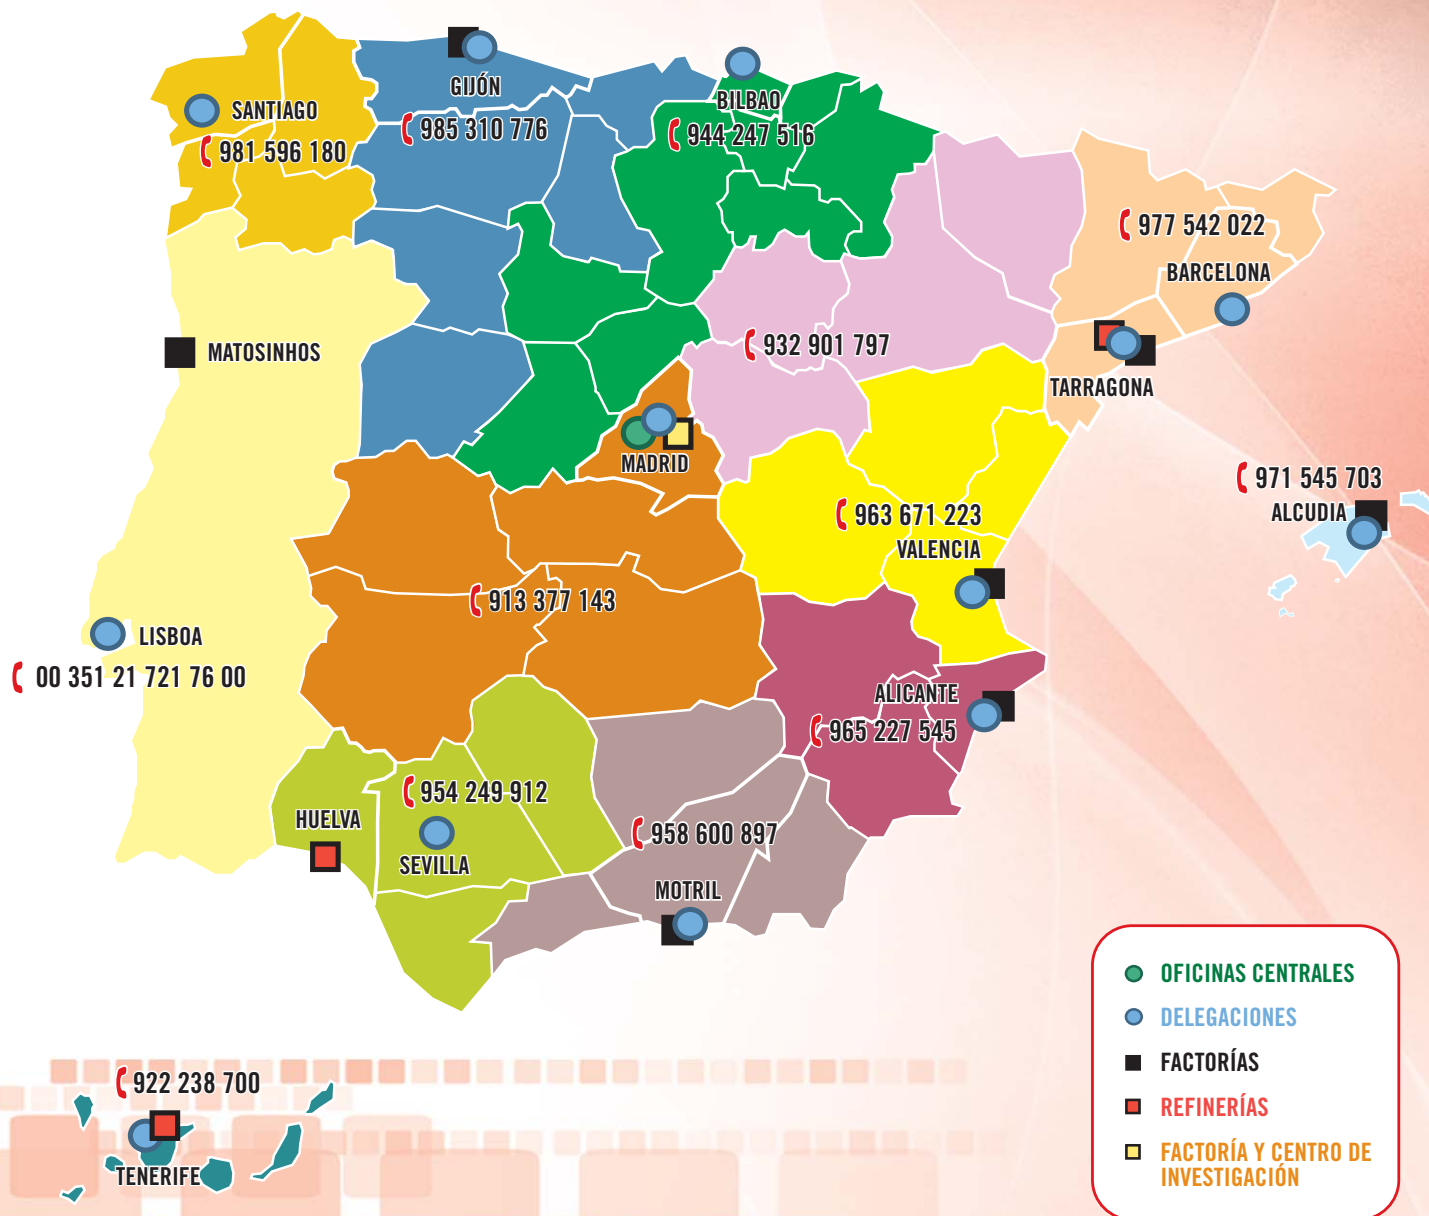 GIJÓN
985 310 776
BILBAO
944 247 516
SANTIAGO
981 596 180
977 542 022
BARCELONA
MATOSINHOS
932 901 797
TARRAGONA
MADRID
971 545 703
ALCUDIA
963 671 223
VALENCIA
913 377 143
LISBOA
00 351 21 721 76 00
ALICANTE
965 227 545
954 249 912
HUELVA
SEVILLA
958 600 897
MOTRIL
922 238 700
TENERIFE
OFICINAS CENTRALES
DELEGACIONES
FACTORÍAS
REFINERÍAS
FACTORÍA Y CENTRO DE
INVESTIGACIÓN